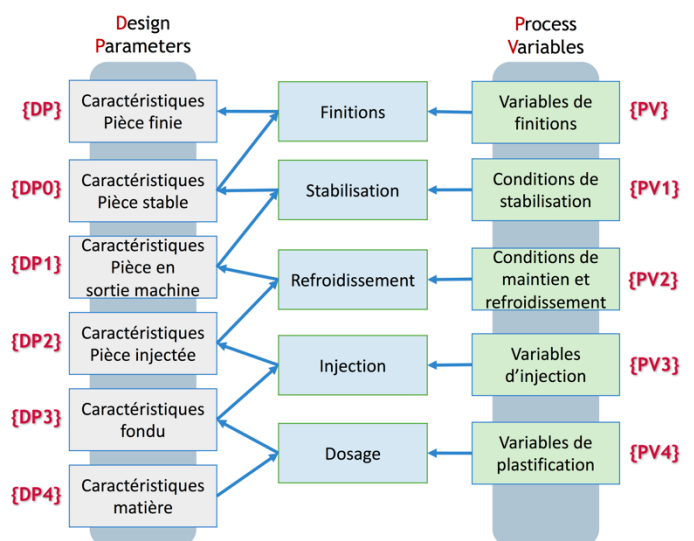 Design
Parameters
Process
Variables
{DP}
Caractéristiques
Pièce finie
Finitions
Variables de
finitions
{PV}
{DP0}
Caractéristiques
Pièce stable
Stabilisation
Conditions de
stabilisation
{PV1}
{DP1}
Caractéristiques
Pièce en
sortie machine
Refroidissement
Conditions de
maintien et
refroidissement
{PV2}
{DP2}
Caractéristiques
Pièce injectée
Injection
Variables
d’injection
{PV3}
{DP3}
Caractéristiques
fondu
Dosage
Variables de
plastification
{PV4}
{DP4}
Caractéristiques
matière